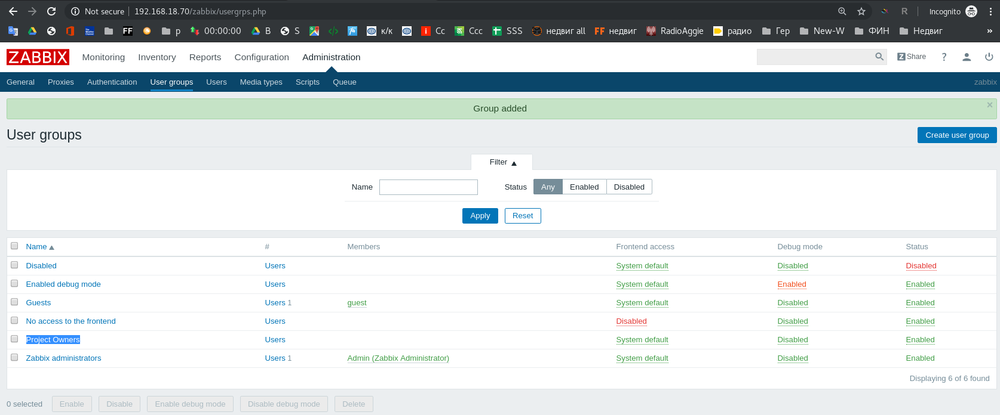 Not secure 192.168.18.70/zabbix/usergrps.php R Incognito
FF р 00:00:00 B S к/к Сс Ссс SSS недвиг all FF недвиг RadioAggie радио Гер New-W ФИН Недвиг »
ZABBIX Monitoring Inventory Reports Configuration Administration Z Share ?
General Proxies Authentication User groups Users Media types Scripts Queue zabbix
Group added ×
User groups Create user group
Filter ▲
Name Status Any Enabled Disabled
Apply Reset
Name ▲ # Members Frontend access Debug mode Status
Disabled Users System default Disabled Disabled
Enabled debug mode Users System default Enabled Enabled
Guests Users 1 guest System default Disabled Enabled
No access to the frontend Users Disabled Disabled Enabled
Project Owners Users System default Disabled Enabled
Zabbix administrators Users 1 Admin (Zabbix Administrator) System default Disabled Enabled
Displaying 6 of 6 found
0 selected Enable Disable Enable debug mode Disable debug mode Delete